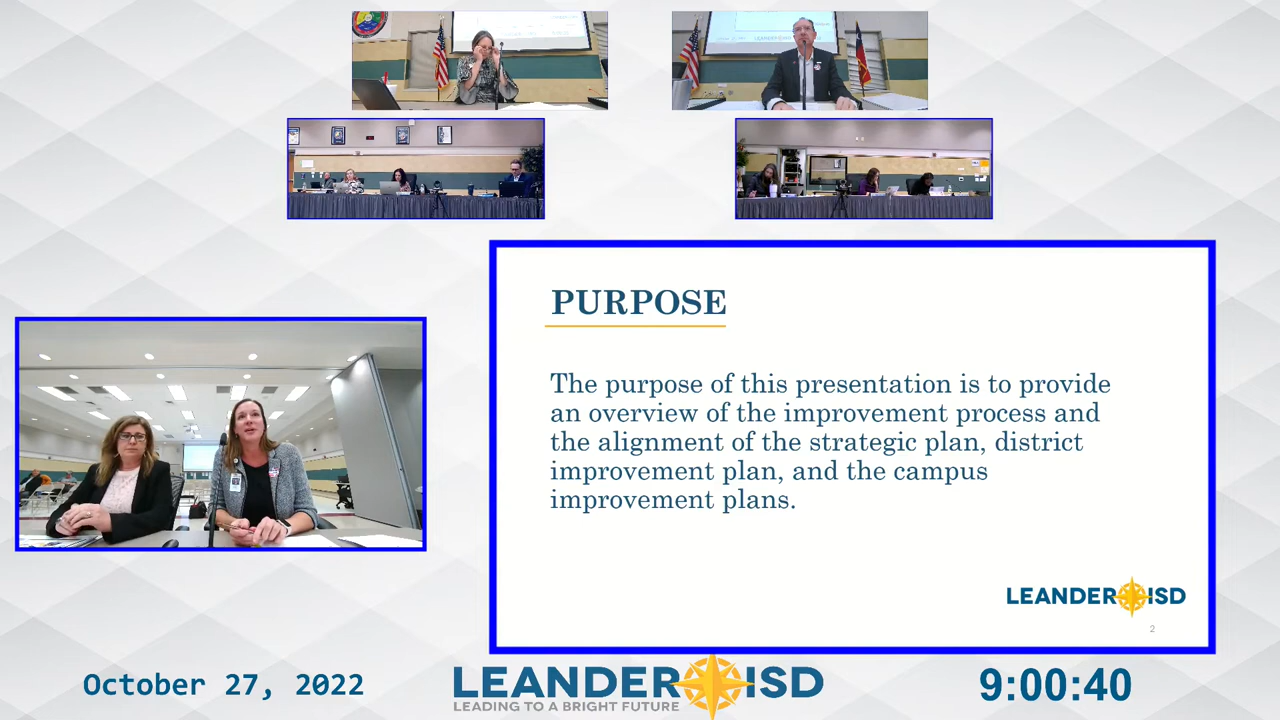 LEANDER
PURPOSE
The purpose of this presentation is to provide
an overview of the improvement process and
the alignment of the strategic plan, district
improvement plan, and the campus
improvement plans.
LEANDER ISD
2
October 27, 2022
LEANDER ISD
LEADING TO A BRIGHT FUTURE
9:00:40